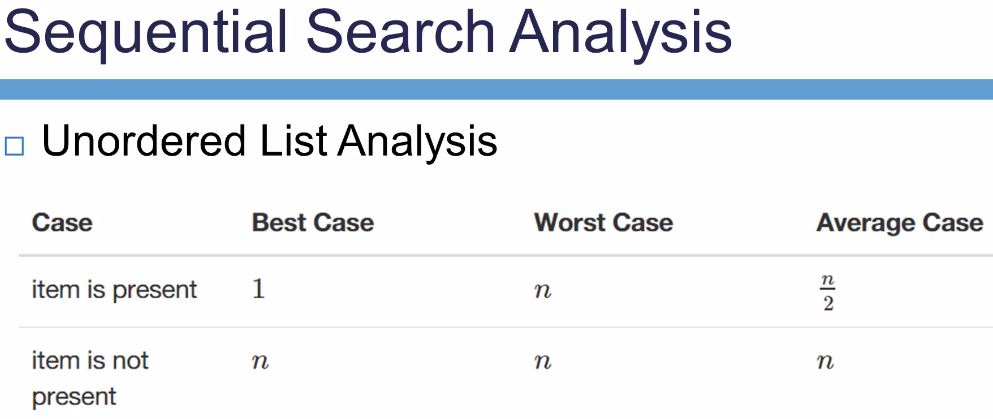 Sequential Search Analysis
Unordered List Analysis
Case Best Case Worst Case Average Case
item is present 1 n n/2
item is not n n n
present